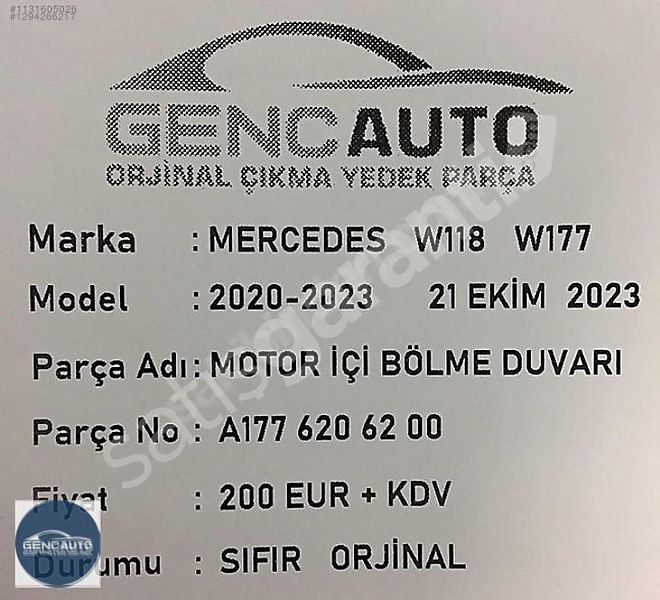 #1131605026
#1294266217
GENCAUTO
ORJİNAL ÇIKMA YEDEK PARÇA
Marka : MERCEDES W118 W177
Model : 2020-2023 21 EKİM 2023
Parça Adı : MOTOR İÇİ BÖLME DUVARI
Parça No : A177 620 62 00
Fiyat : 200 EUR + KDV
GENCAUTO
Durumu : SIFIR ORJİNAL